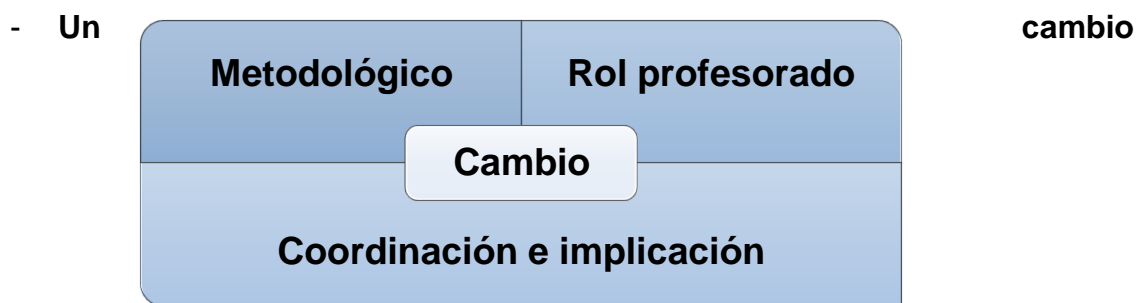 - Un cambio
Metodológico Rol profesorado
Cambio
Coordinación e implicación